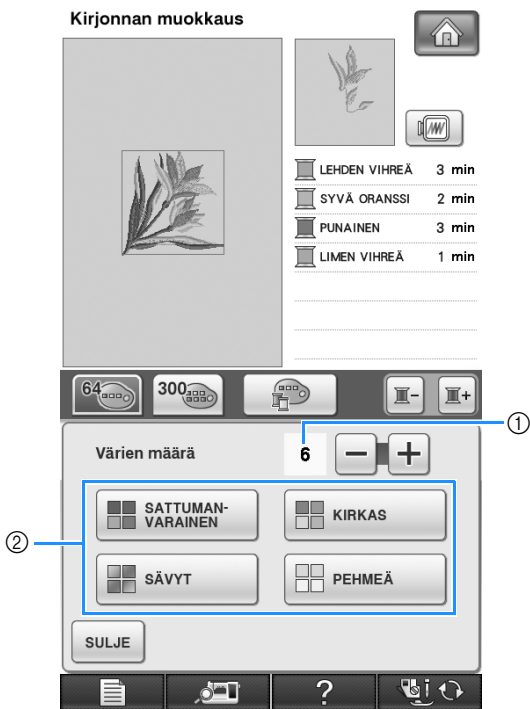 Kirjonnan muokkaus
LEHDEN VIHREÄ 3 min
SYVÄ ORANSSI 2 min
PUNAINEN 3 min
LIMEN VIHREÄ 1 min
64
300
Värien määrä 6 − +
①
SATTUMAN-
VARAINEN
KIRKAS
②
SÄVYT
PEHMEÄ
SULJE
?